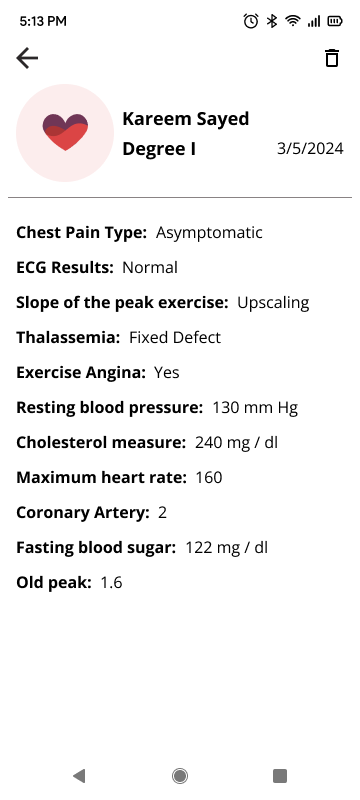 5:13 PM
Kareem Sayed
Degree I 3/5/2024
Chest Pain Type: Asymptomatic
ECG Results: Normal
Slope of the peak exercise: Upscaling
Thalassemia: Fixed Defect
Exercise Angina: Yes
Resting blood pressure: 130 mm Hg
Cholesterol measure: 240 mg / dl
Maximum heart rate: 160
Coronary Artery: 2
Fasting blood sugar: 122 mg / dl
Old peak: 1.6